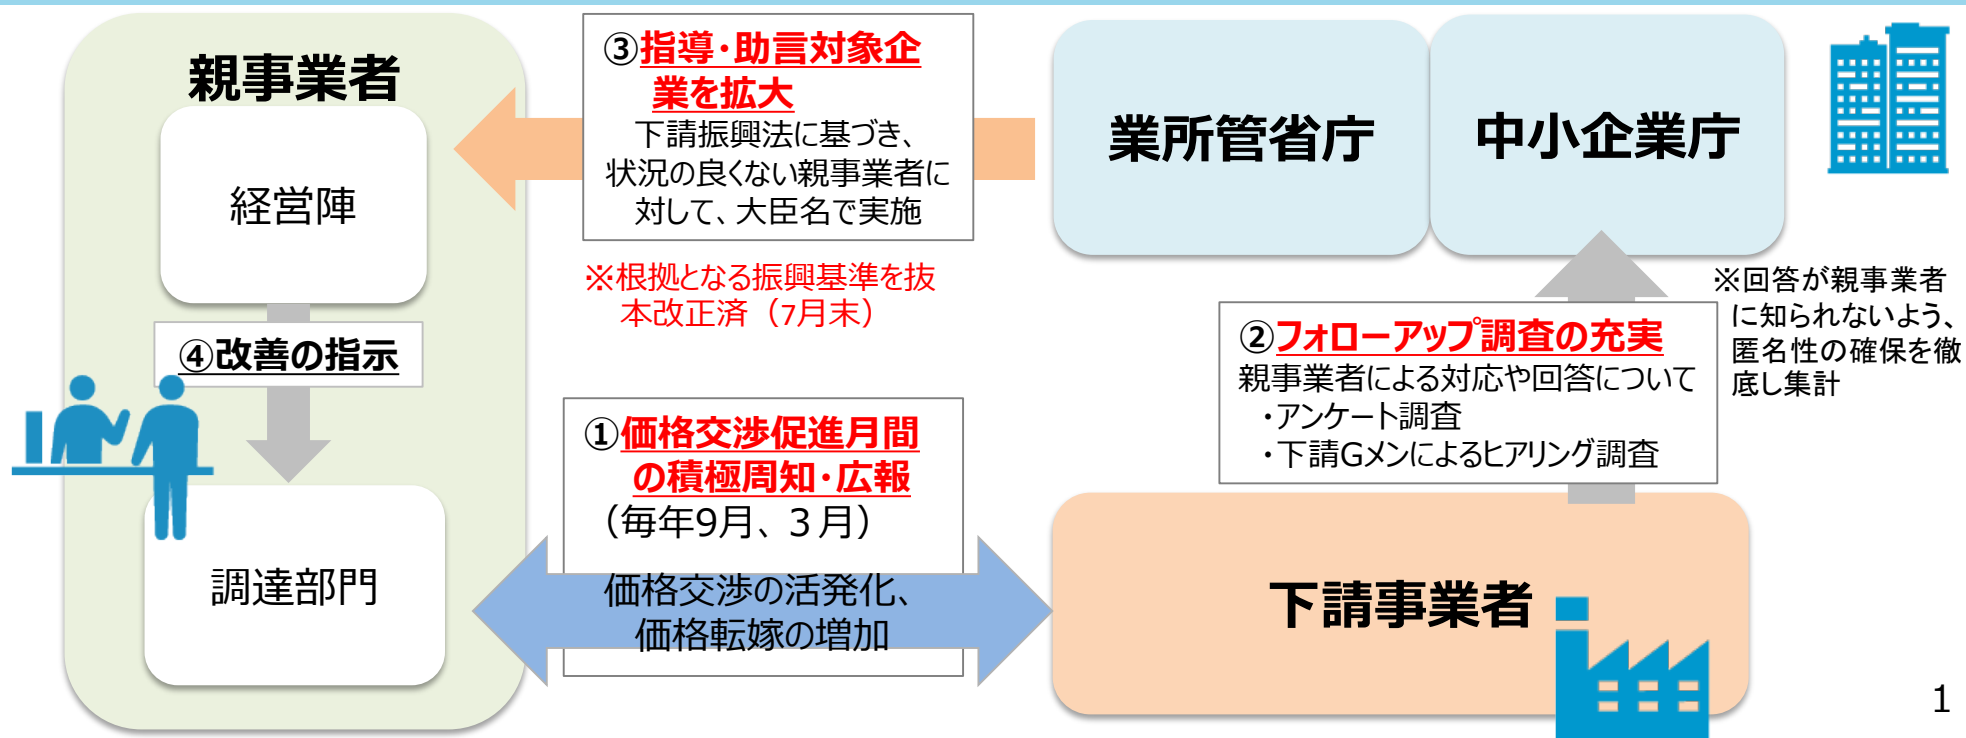 親事業者
経営陣
④改善の指示
調達部門
③指導・助言対象企
業を拡大
下請振興法に基づき、
状況の良くない親事業者に
対して、大臣名で実施
※根拠となる振興基準を抜
本改正済（7月末）
①価格交渉促進月間
の積極周知・広報
（毎年9月、３月）
価格交渉の活発化、
価格転嫁の増加
業所管省庁
中小企業庁
②フォローアップ調査の充実
親事業者による対応や回答について
・アンケート調査
・下請Gメンによるヒアリング調査
※回答が親事業者
に知られないよう、
匿名性の確保を徹
底し集計
下請事業者
1